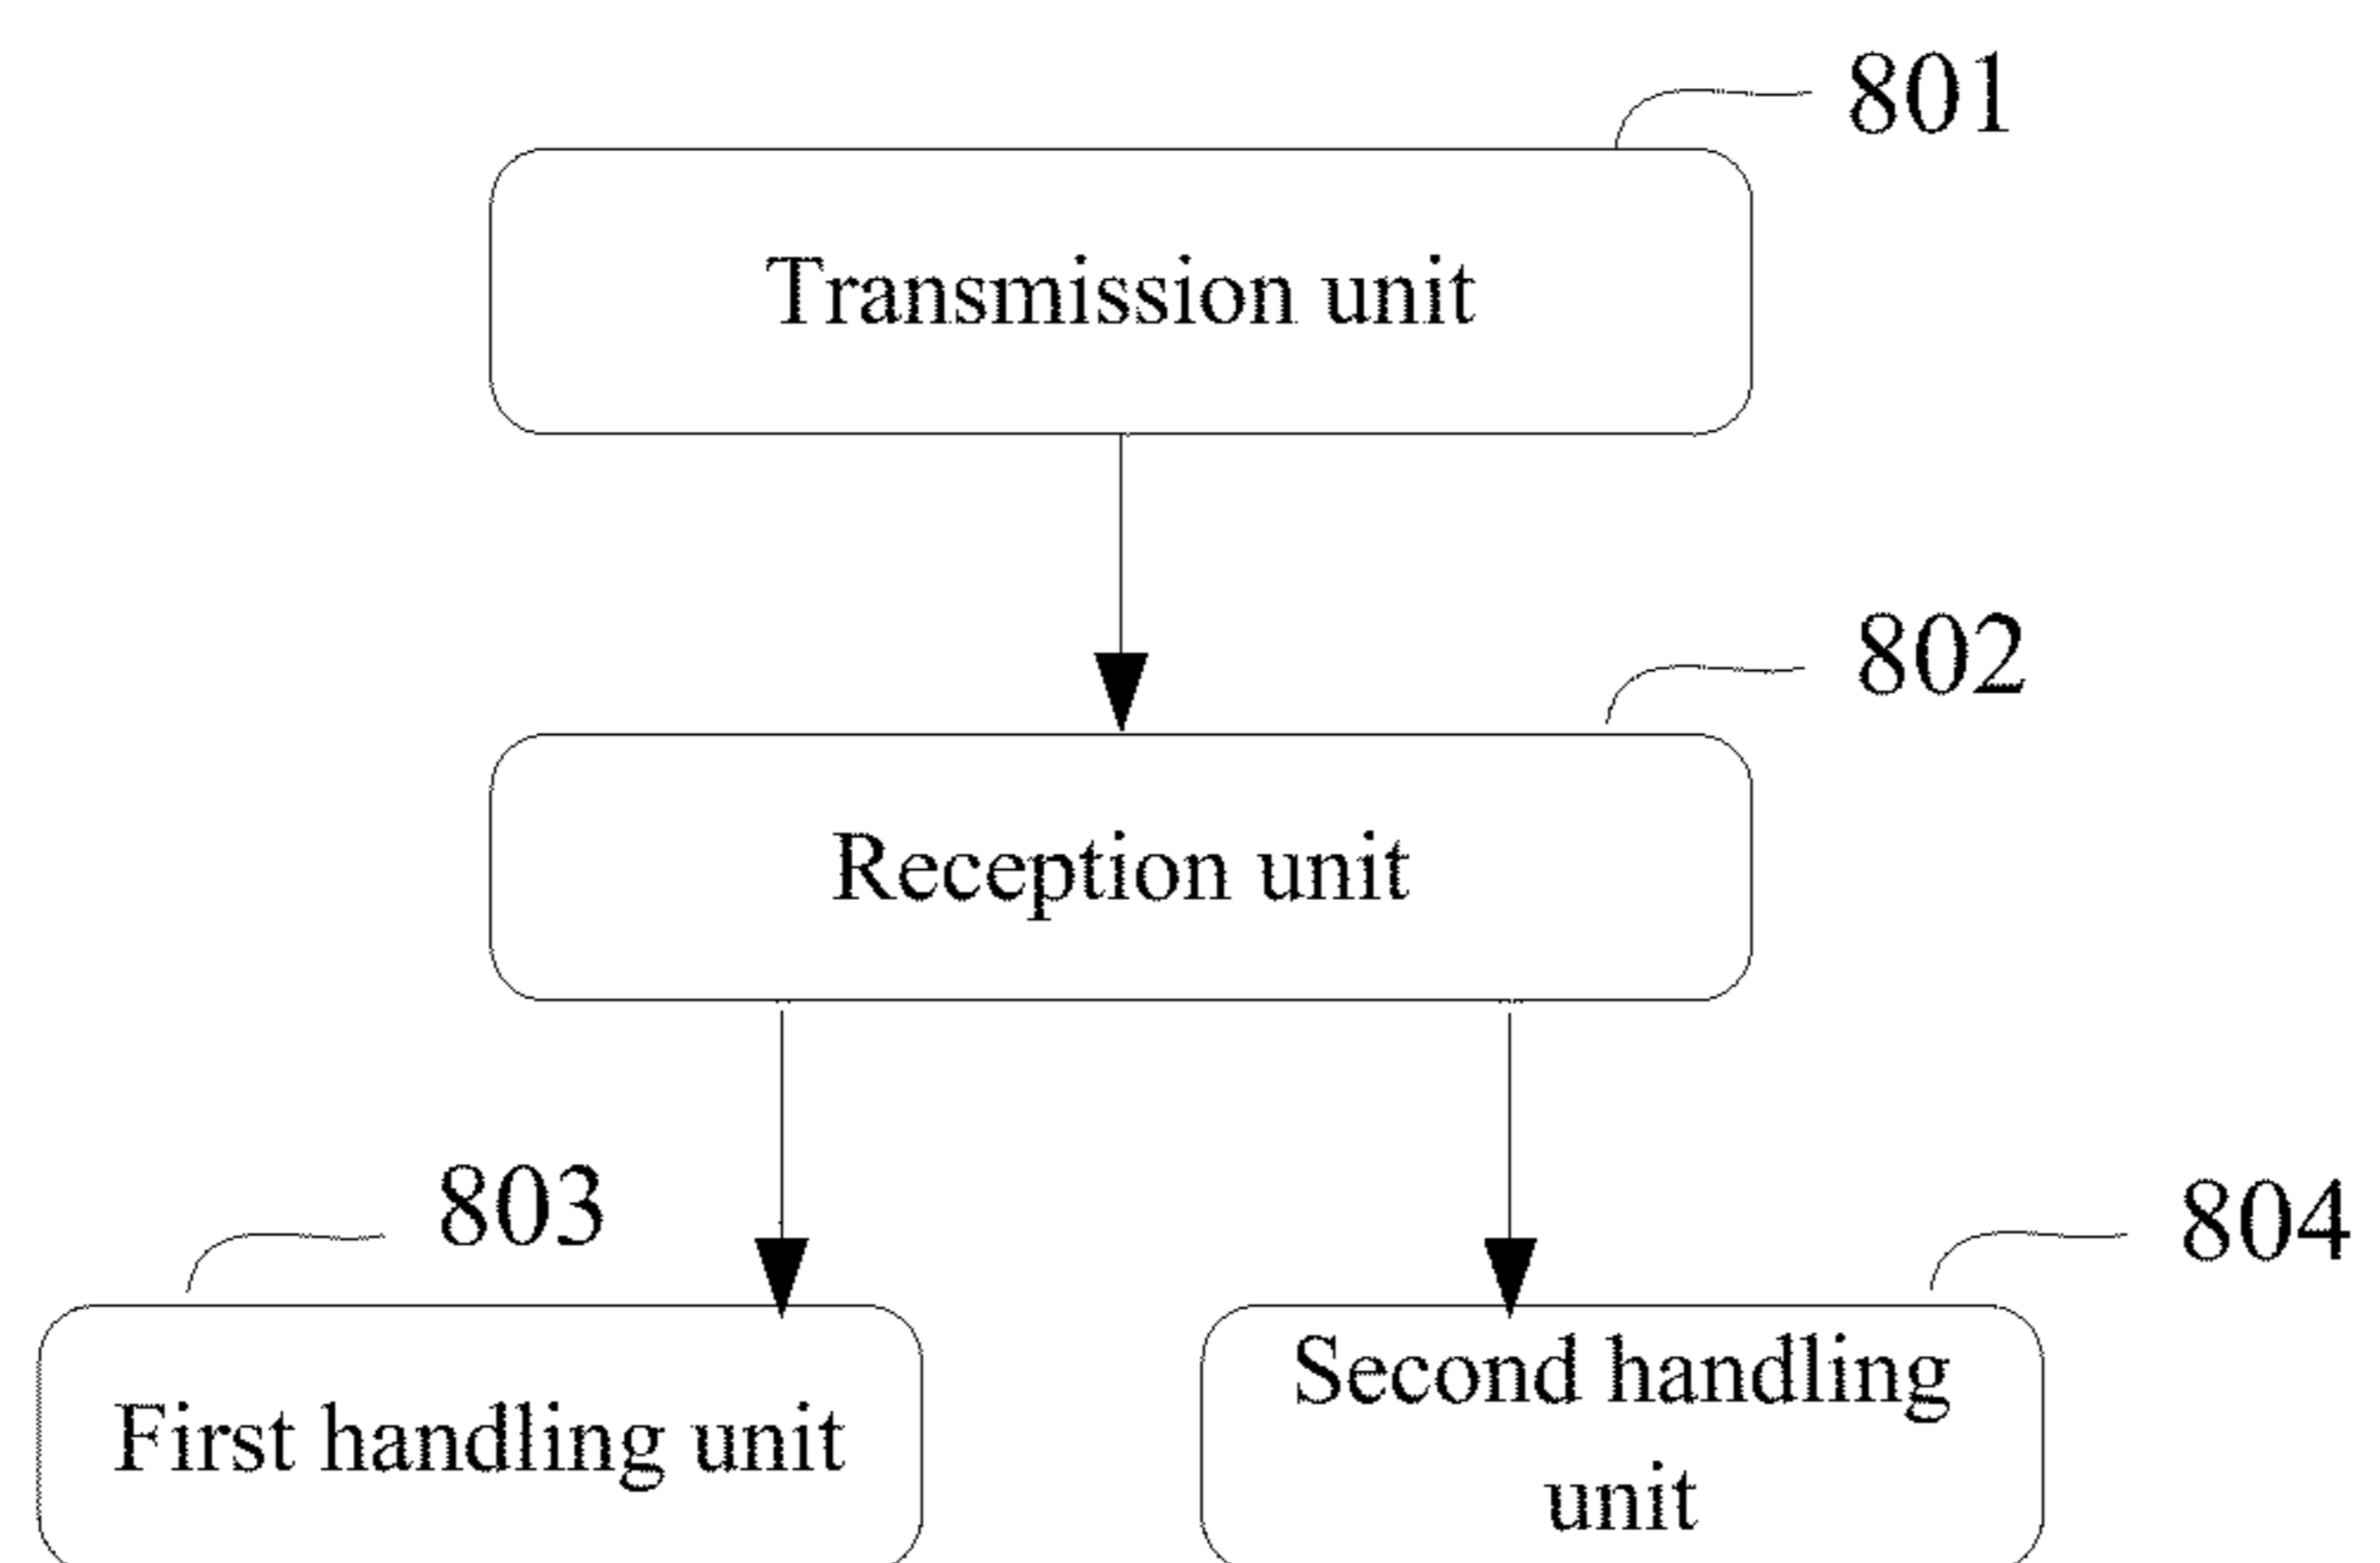 801
Transmission unit
802
Reception unit
803
804
First handling unit
Second handling
unit